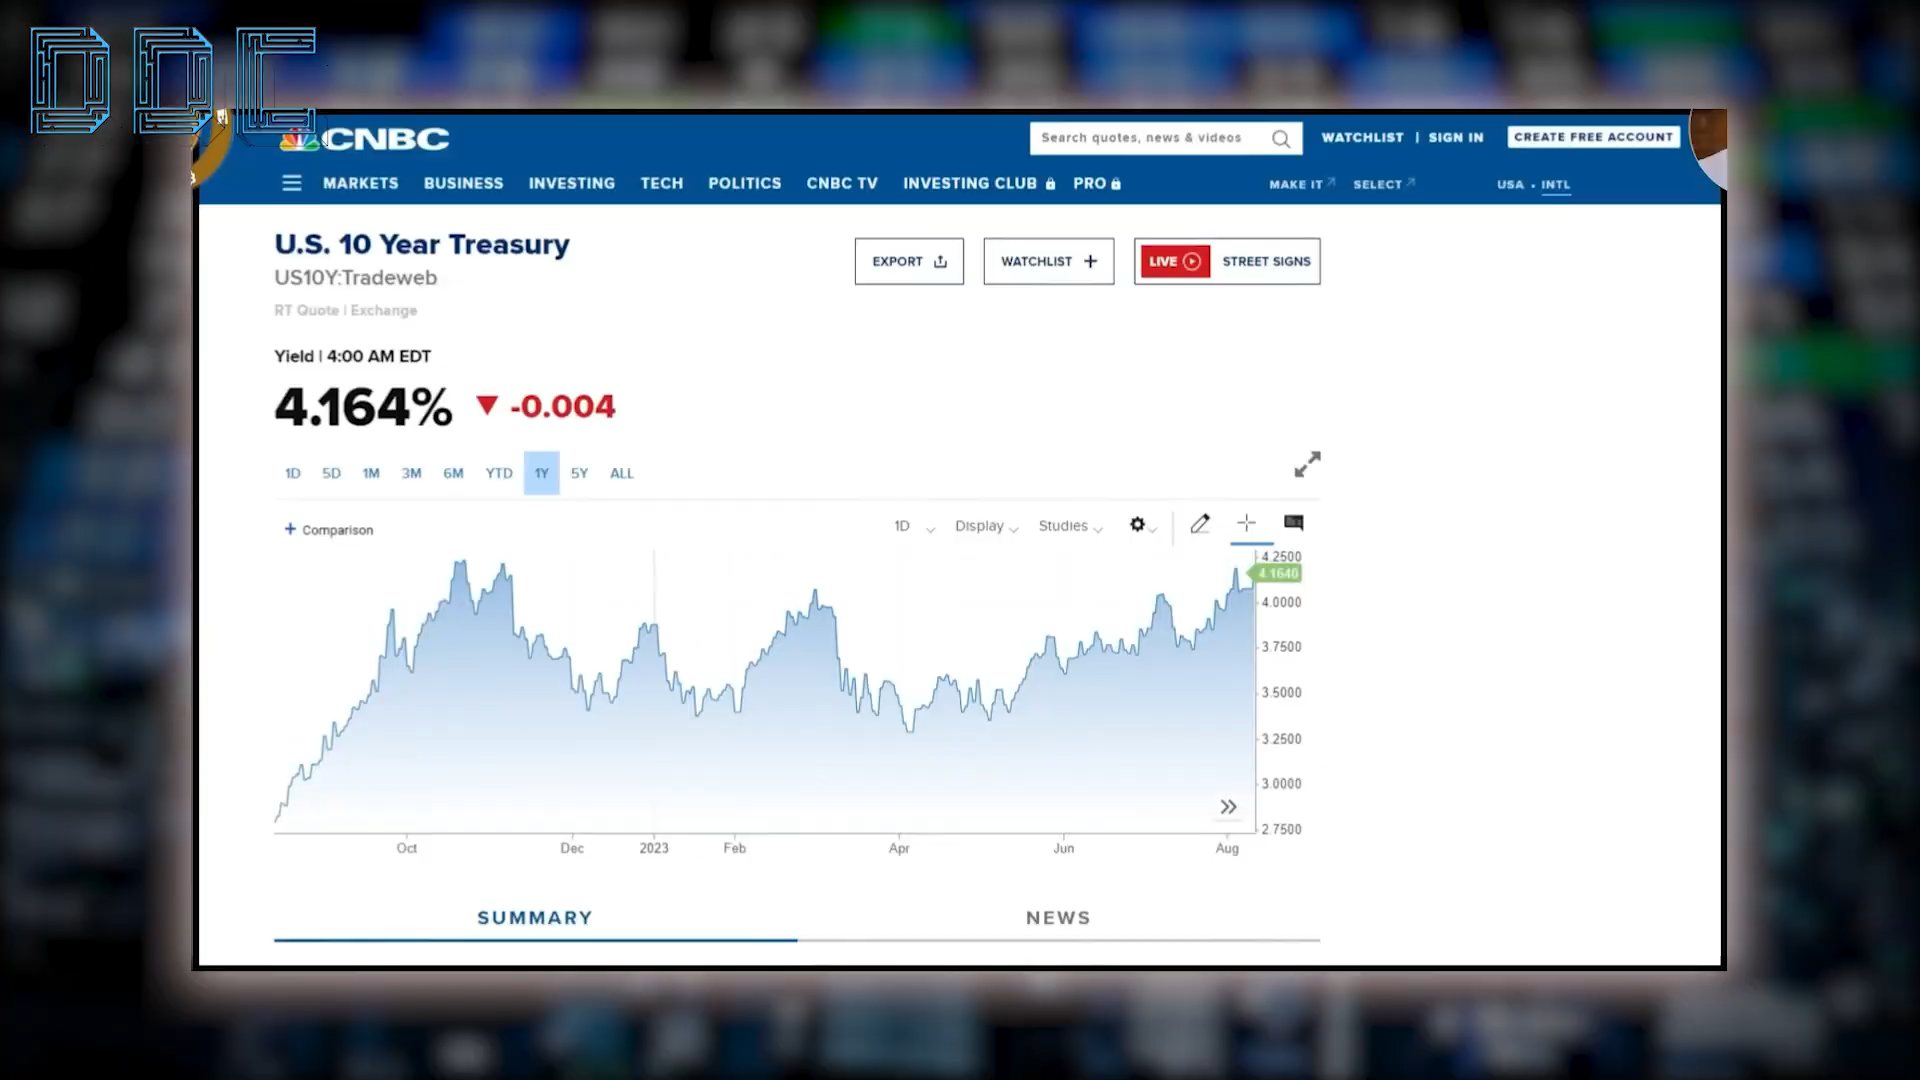 DDC
CNBC
Search quotes, news & videos
WATCHLIST | SIGN IN
CREATE FREE ACCOUNT
MARKETS BUSINESS INVESTING TECH POLITICS CNBC TV INVESTING CLUB PRO
MAKE IT SELECT USA • INTL
U.S. 10 Year Treasury
US10Y:Tradeweb
RT Quote | Exchange
EXPORT
WATCHLIST +
LIVE STREET SIGNS
Yield | 4:00 AM EDT
4.164% ▼ -0.004
1D 5D 1M 3M 6M YTD 1Y 5Y ALL
+ Comparison
1D Display Studies
4.2500
4.1640
4.0000
3.7500
3.5000
3.2500
3.0000
2.7500
Oct Dec 2023 Feb Apr Jun Aug
SUMMARY NEWS